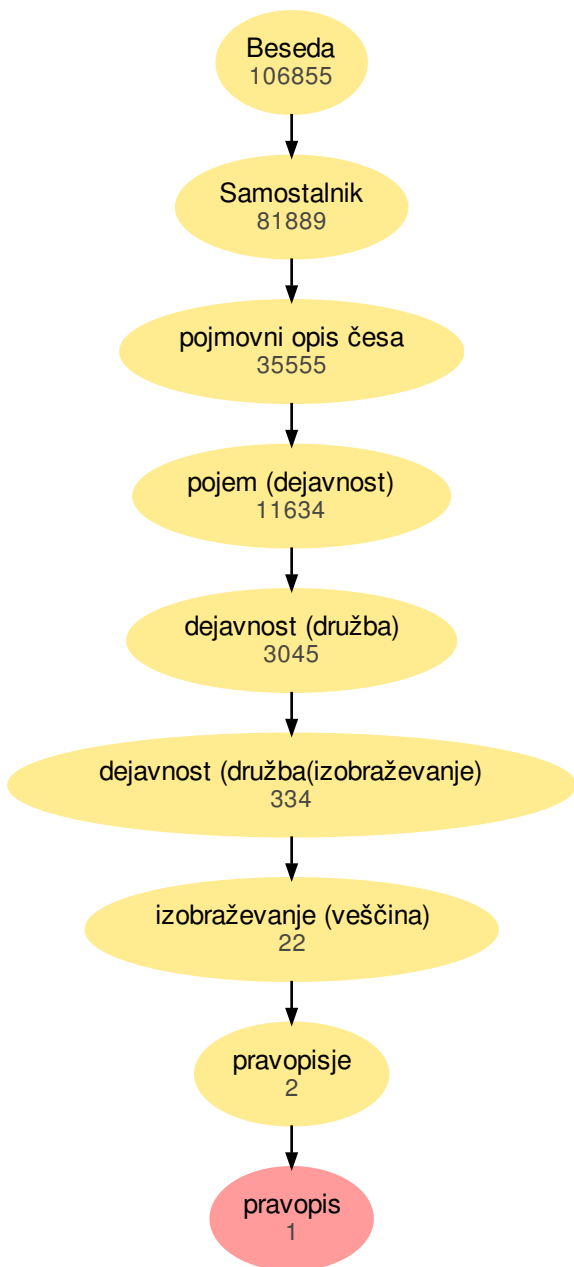 Beseda
106855
Samostalnik
81889
pojmovni opis česa
35555
pojem (dejavnost)
11634
dejavnost (družba)
3045
dejavnost (družba(izobraževanje)
334
izobraževanje (veščina)
22
pravopisje
2
pravopis
1